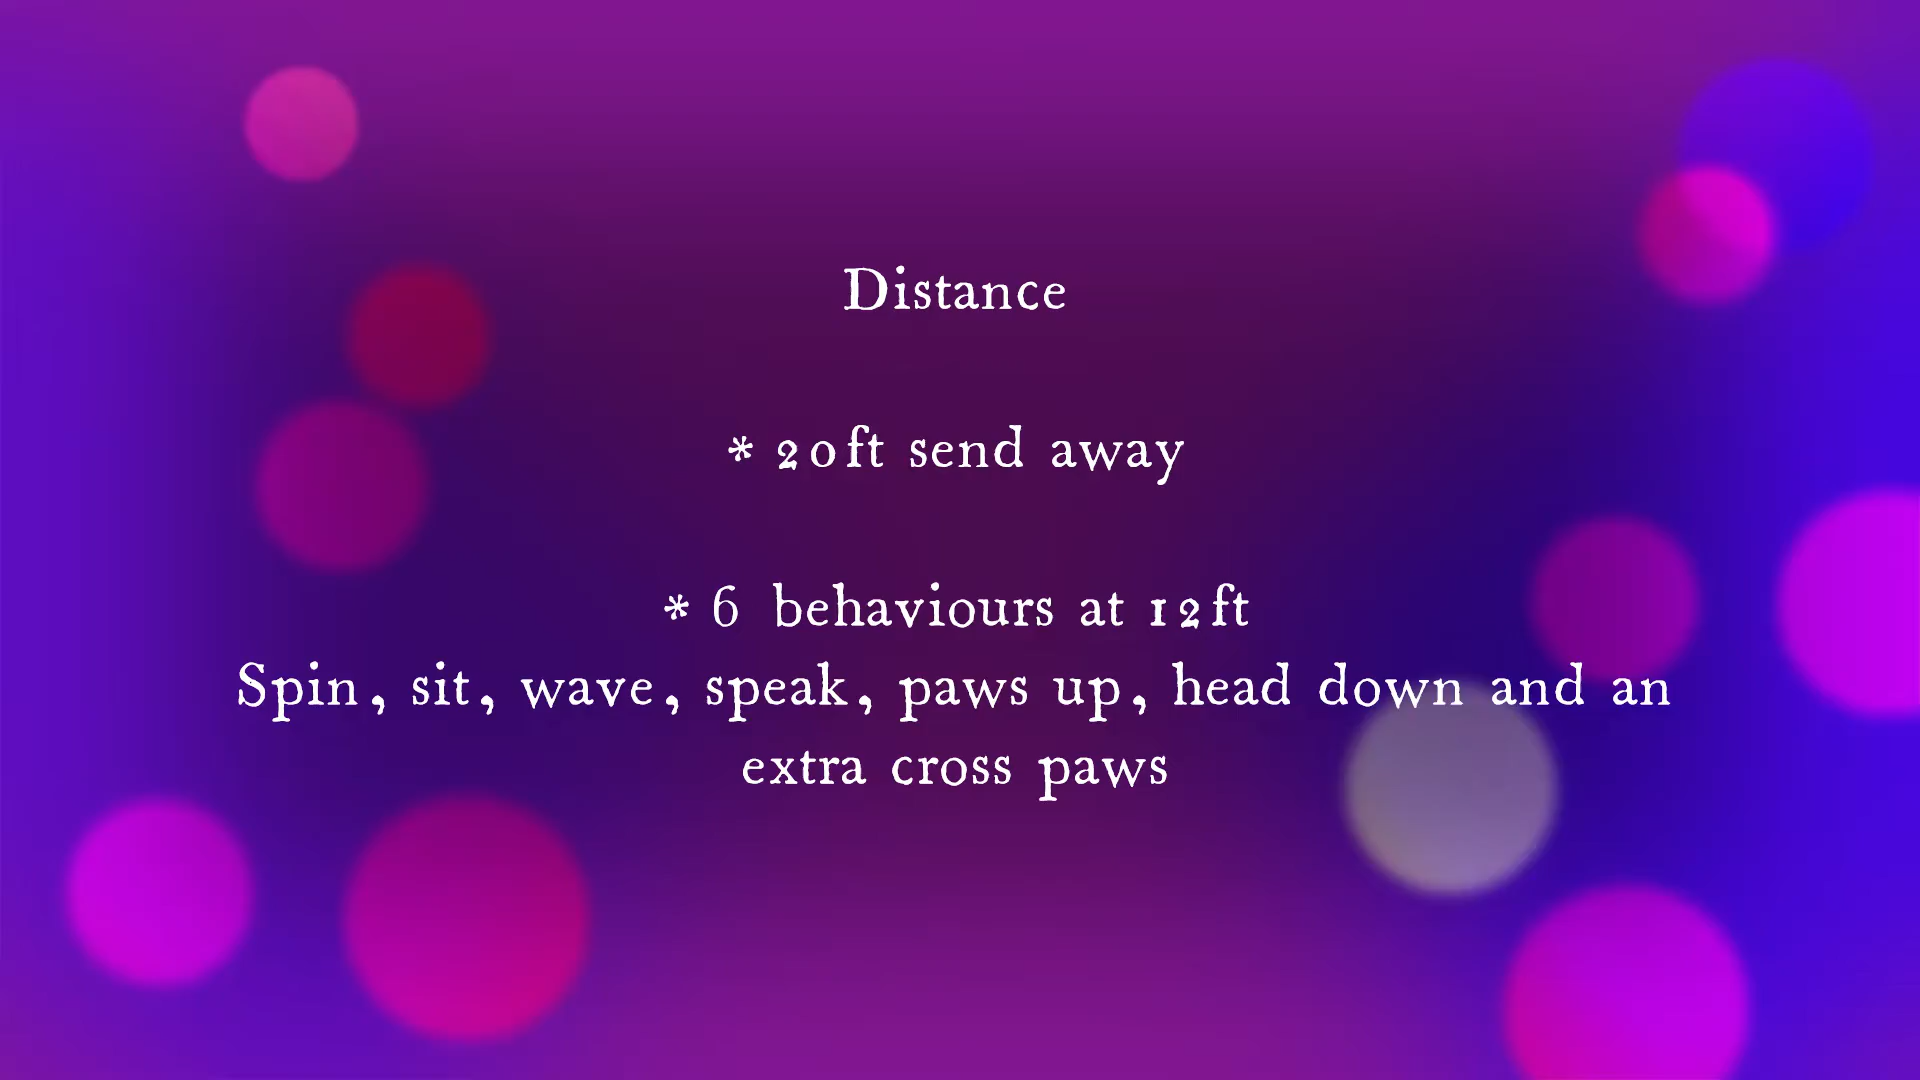 Distance
* 20ft send away
* 6 behaviours at 12ft
Spin, sit, wave, speak, paws up, head down and an
extra cross paws